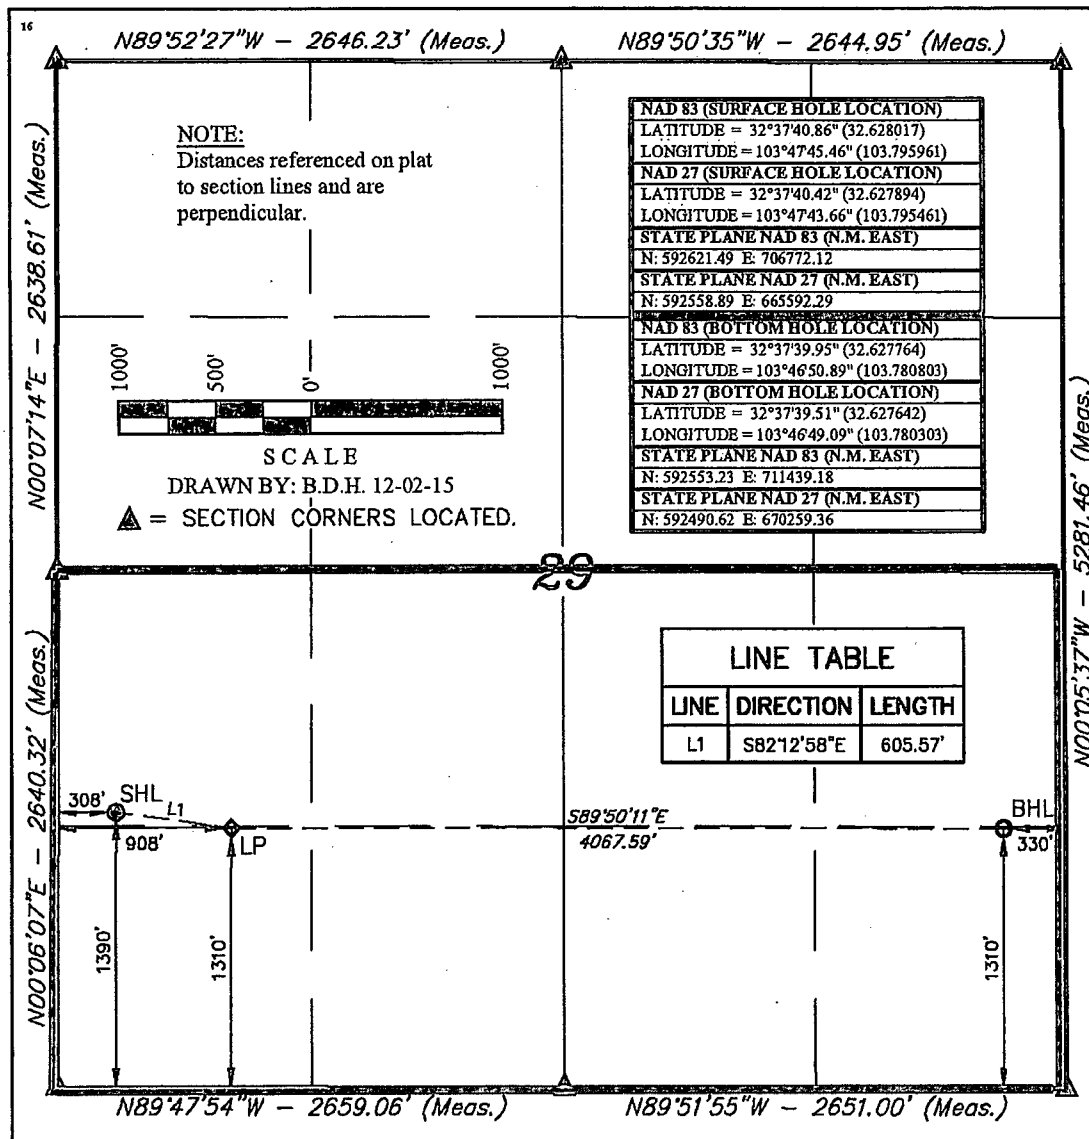 16
N89°52'27"W - 2646.23' (Meas.)
N89°50'35"W - 2644.95' (Meas.)
N00°07'14"E - 2638.61' (Meas.)
NOTE:
Distances referenced on plat
to section lines and are
perpendicular.
NAD 83 (SURFACE HOLE LOCATION)
LATITUDE = 32°37'40.86" (32.628017)
LONGITUDE = 103°47'45.46" (103.795961)
NAD 27 (SURFACE HOLE LOCATION)
LATITUDE = 32°37'40.42" (32.627894)
LONGITUDE = 103°47'43.66" (103.795461)
STATE PLANE NAD 83 (N.M. EAST)
N: 592621.49 E: 706772.12
STATE PLANE NAD 27 (N.M. EAST)
N: 592558.89 E: 665592.29
NAD 83 (BOTTOM HOLE LOCATION)
LATITUDE = 32°37'39.95" (32.627764)
LONGITUDE = 103°46'50.89" (103.780803)
NAD 27 (BOTTOM HOLE LOCATION)
LATITUDE = 32°37'39.51" (32.627642)
LONGITUDE = 103°46'49.09" (103.780303)
STATE PLANE NAD 83 (N.M. EAST)
N: 592553.23 E: 711439.18
STATE PLANE NAD 27 (N.M. EAST)
N: 592490.62 E: 670259.36
1000' 500' 0' 1000'
SCALE
DRAWN BY: B.D.H. 12-02-15
= SECTION CORNERS LOCATED.
N00°05'37"W - 5281.46' (Meas.)
29
LINE TABLE
LINE DIRECTION LENGTH
L1 S82°12'58"E 605.57'
N00°06'07"E - 2640.32' (Meas.)
308' SHL L1
908' LP
S89°50'11"E
4067.59'
BHL
330'
1390'
1310'
1310'
N89°47'54"W - 2659.06' (Meas.)
N89°51'55"W - 2651.00' (Meas.)